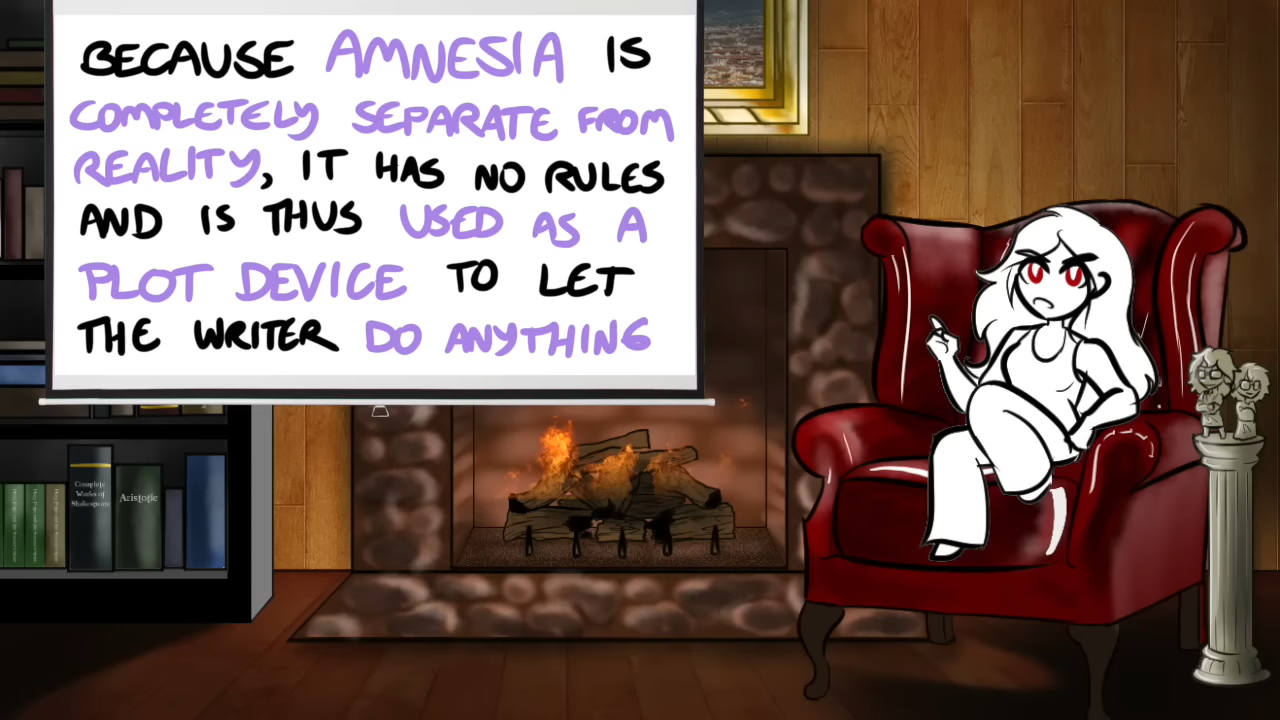 BECAUSE AMNESIA IS
COMPLETELY SEPARATE FROM
REALITY, IT HAS NO RULES
AND IS THUS USED AS A
PLOT DEVICE TO LET
THE WRITER DO ANYTHING
Complete
Works of
Shakespeare
Aristotle